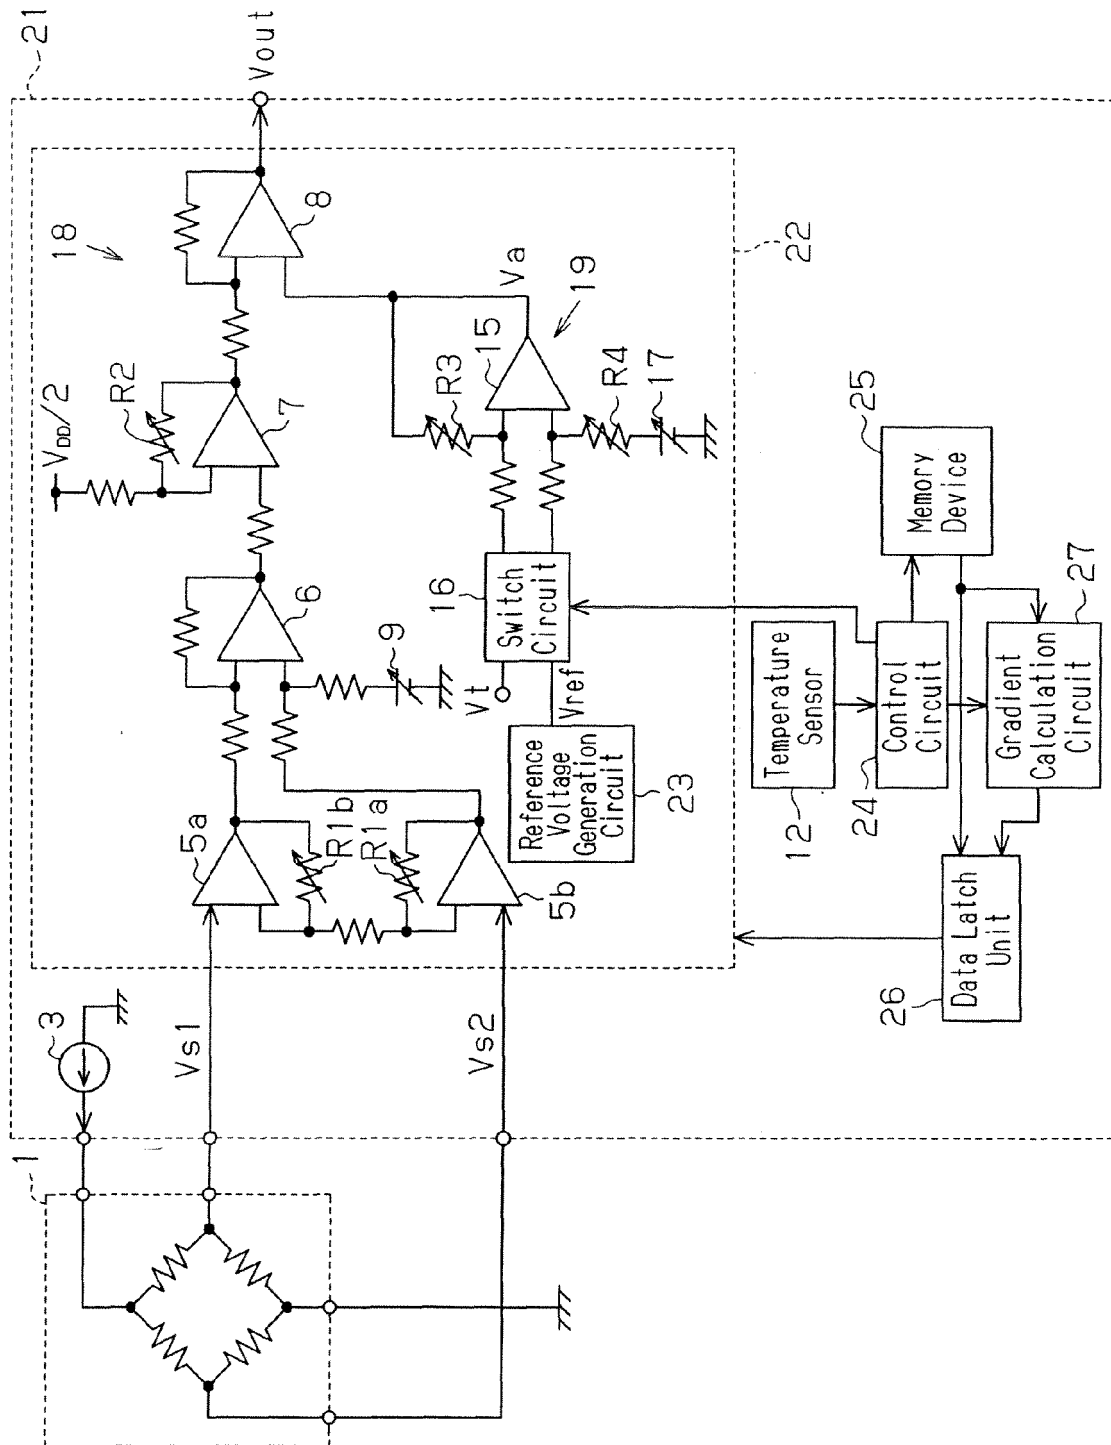 21
Vout
18
8
V_DD/2
R2
7
6
9
5a
R1b
R1a
5b
Va
19
15
R3
R4
17
16
Switch
Circuit
Vt
Vref
Reference
Voltage
Generation
Circuit
23
22
3
Vs1
Vs2
1
25
Memory
Device
Temperature
Sensor
12
Control
Circuit
24
27
Gradient
Calculation
Circuit
Data Latch
Unit
26